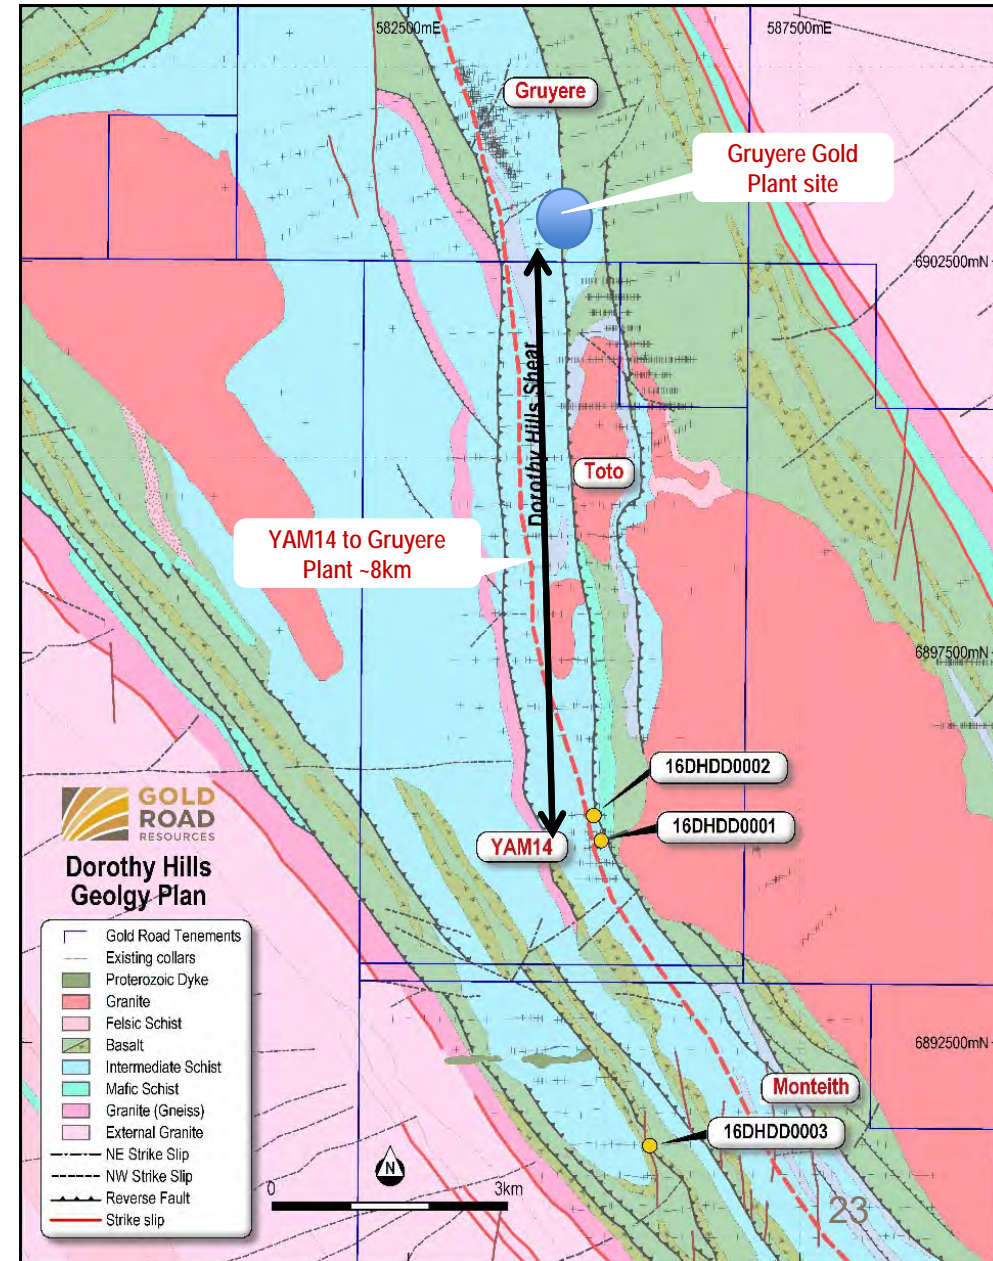 582500mE
587500mE
Gruyere
Gruyere Gold
Plant site
6902500mN
Dorothy Hills Shear
Toto
YAM14 to Gruyere
Plant ~8km
6897500mN
16DHDD0002
16DHDD0001
YAM14
GOLD
ROAD
RESOURCES
Dorothy Hills
Geolgy Plan
Gold Road Tenements
Existing collars
Proterozoic Dyke
Granite
Felsic Schist
Basalt
Intermediate Schist
Mafic Schist
Granite (Gneiss)
External Granite
NE Strike Slip
NW Strike Slip
Reverse Fault
Strike slip
6892500mN
Monteith
16DHDD0003
N
0
3km
23